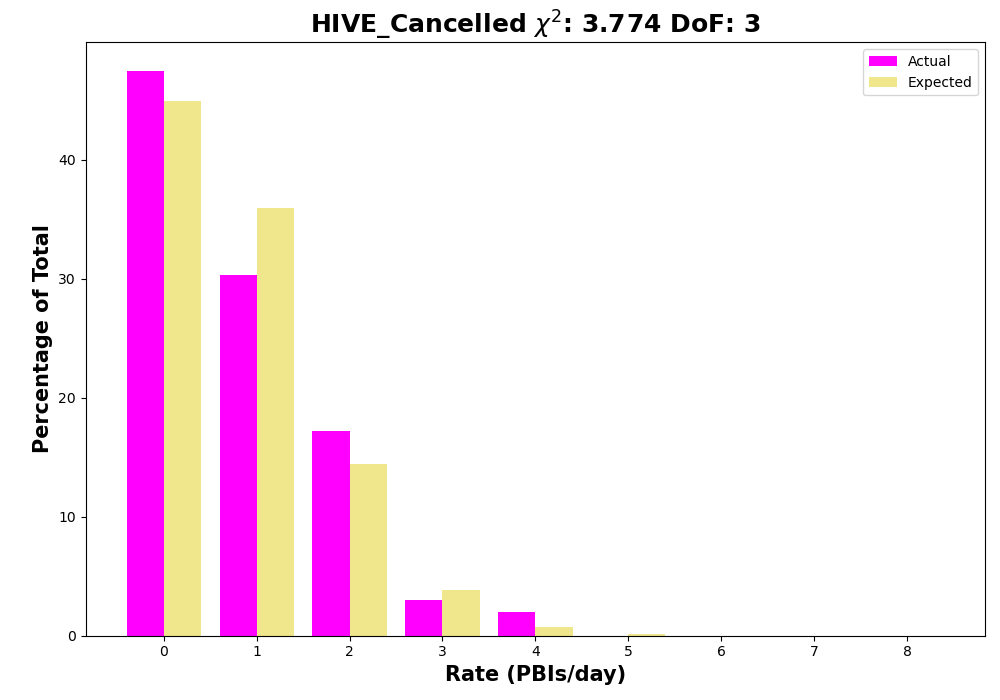 HIVE_Cancelled χ²: 3.774 DoF: 3
Actual
Expected
Percentage of Total
40
30
20
10
0
0 1 2 3 4 5 6 7 8
Rate (PBIs/day)